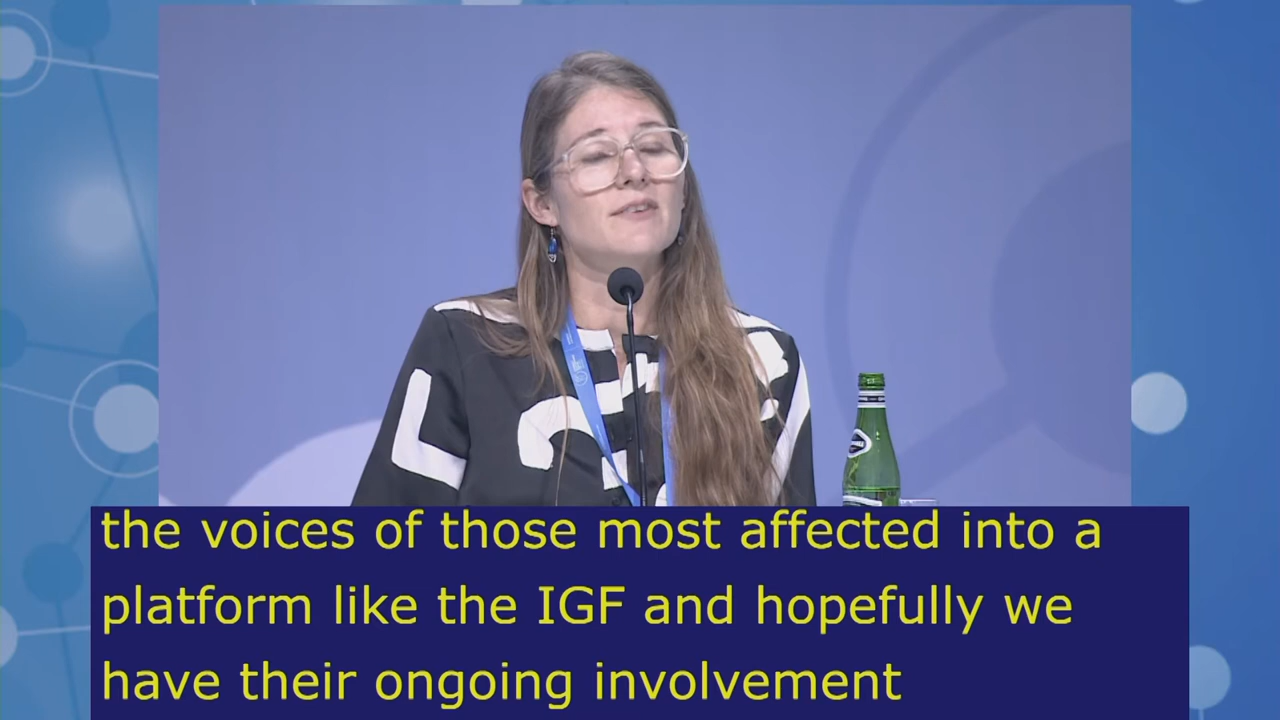 the voices of those most affected into a
platform like the IGF and hopefully we
have their ongoing involvement